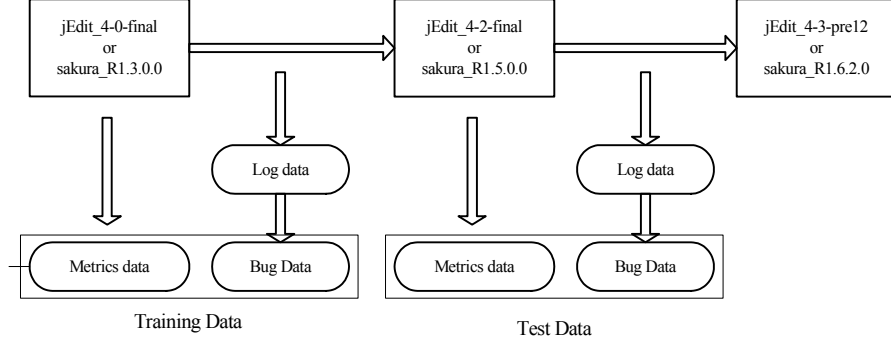 jEdit_4-0-final
or
sakura_R1.3.0.0
jEdit_4-2-final
or
sakura_R1.5.0.0
jEdit_4-3-pre12
or
sakura_R1.6.2.0
Log data
Log data
Metrics data
Bug Data
Metrics data
Bug Data
Training Data
Test Data